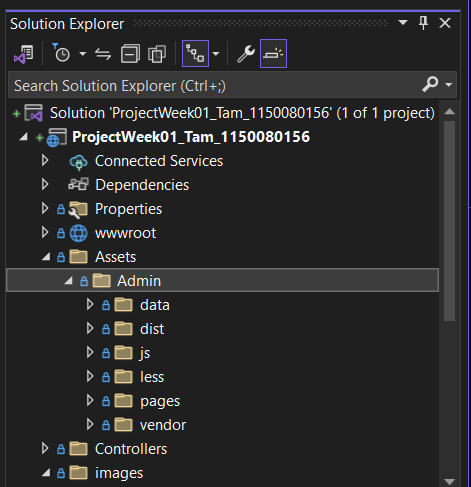 Solution Explorer
Search Solution Explorer (Ctrl+;)
Solution 'ProjectWeek01_Tam_1150080156' (1 of 1 project)
ProjectWeek01_Tam_1150080156
Connected Services
Dependencies
Properties
wwwroot
Assets
Admin
data
dist
js
less
pages
vendor
Controllers
images